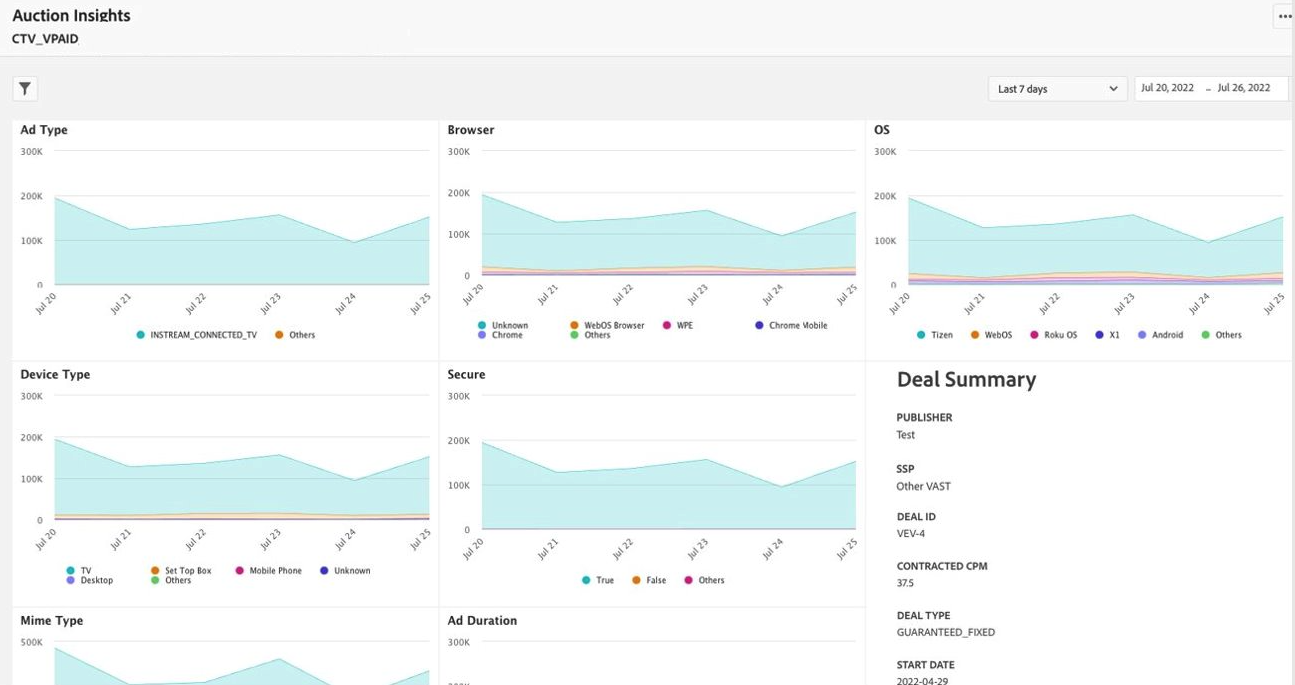 Auction Insights
CTV_VPAID
Last 7 days
Jul 20, 2022 – Jul 26, 2022
Ad Type
300K
200K
100K
0
Jul 20
Jul 21
Jul 22
Jul 23
Jul 24
Jul 25
INSTREAM_CONNECTED_TV
Others
Browser
300K
200K
100K
0
Jul 20
Jul 21
Jul 22
Jul 23
Jul 24
Jul 25
Unknown
WebOS Browser
WPE
Chrome Mobile
Chrome
Others
OS
300K
200K
100K
0
Jul 20
Jul 21
Jul 22
Jul 23
Jul 24
Jul 25
Tizen
WebOS
Roku OS
X1
Android
Others
Device Type
300K
200K
100K
0
Jul 20
Jul 21
Jul 22
Jul 23
Jul 24
Jul 25
TV
Set Top Box
Mobile Phone
Unknown
Desktop
Others
Secure
300K
200K
100K
0
Jul 20
Jul 21
Jul 22
Jul 23
Jul 24
Jul 25
True
False
Others
Deal Summary
PUBLISHER
Test
SSP
Other VAST
DEAL ID
VEV-4
CONTRACTED CPM
37.5
DEAL TYPE
GUARANTEED_FIXED
START DATE
2022-04-29
Mime Type
500K
Ad Duration
300K